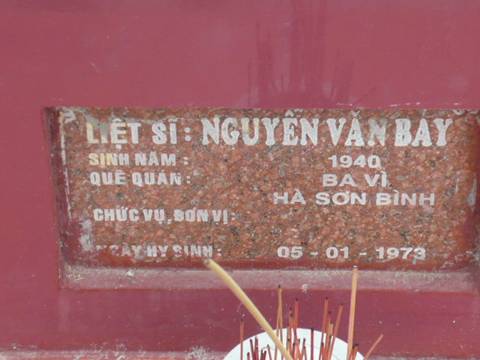 LIỆT SĨ: NGUYỄN VĂN BAY
SINH NĂM: 1940
QUÊ QUÁN: BA VÌ
HÀ SƠN BÌNH
CHỨC VỤ, ĐƠN VỊ:
NGÀY HY SINH: 05 - 01 - 1973